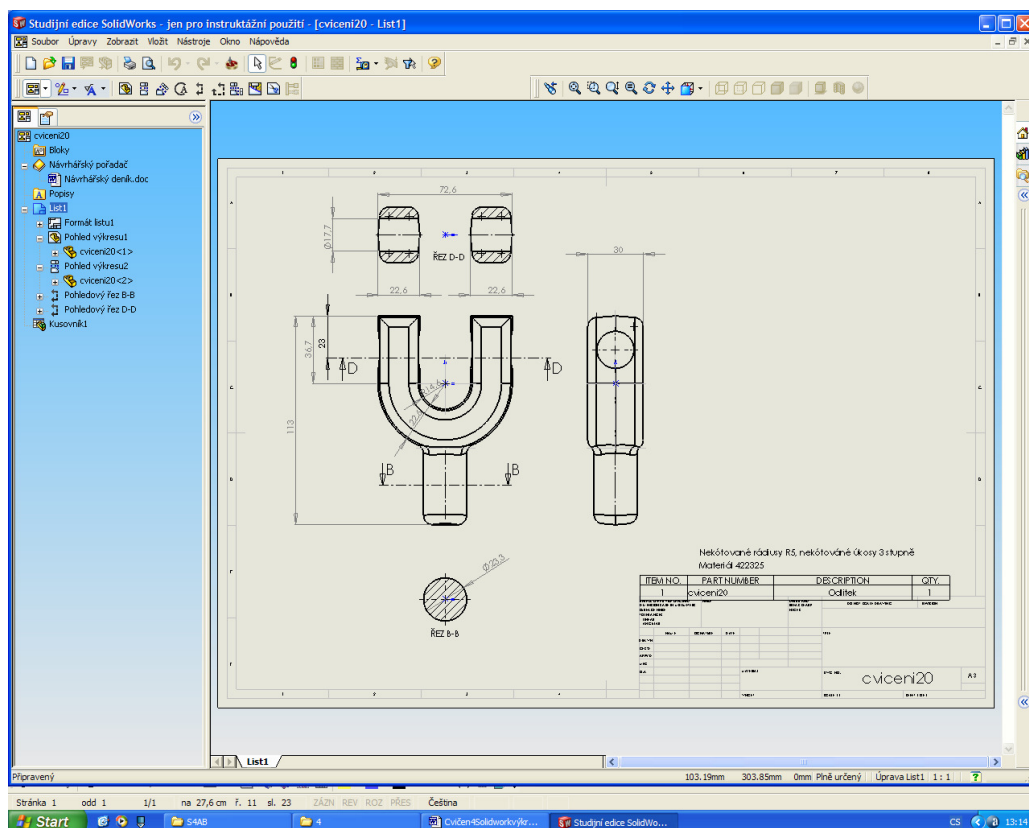 Studijní edice SolidWorks - jen pro instruktážní použití - [cviceni20 - List1]
Soubor Úpravy Zobrazit Vložit Nástroje Okno Nápověda
cviceni20
Bloky
Návrhářský pořadač
Návrhářský deník.doc
Popisy
List1
Formát listu1
Pohled výkresu1
cviceni20<1>
Pohled výkresu2
cviceni20<2>
Pohledový řez B-B
Pohledový řez D-D
Kusovník1
72,6
Ø17,7
ŘEZ D-D
22,6 22,6
30
113
36,7
23
D D
R14,6
22,6
B B
Ø23,3
ŘEZ B-B
Nekótované rádiusy R5, nekótováné úkosy 3 stupně
Materiál 422325
ITEM NO. PART NUMBER DESCRIPTION QTY.
1 cviceni20 Odlitek 1
cviceni20 A3
List1
Připravený 103.19mm 303.85mm 0mm Plně určený Úprava List1 1 : 1
Stránka 1 odd 1 1/1 na 27,6 cm ř. 11 sl. 23 ZÁZN REV ROZ PŘES Čeština
Start S4AB 4 Cvičen4Solidworkvýkr... Studijní edice SolidWo... CS 13:14